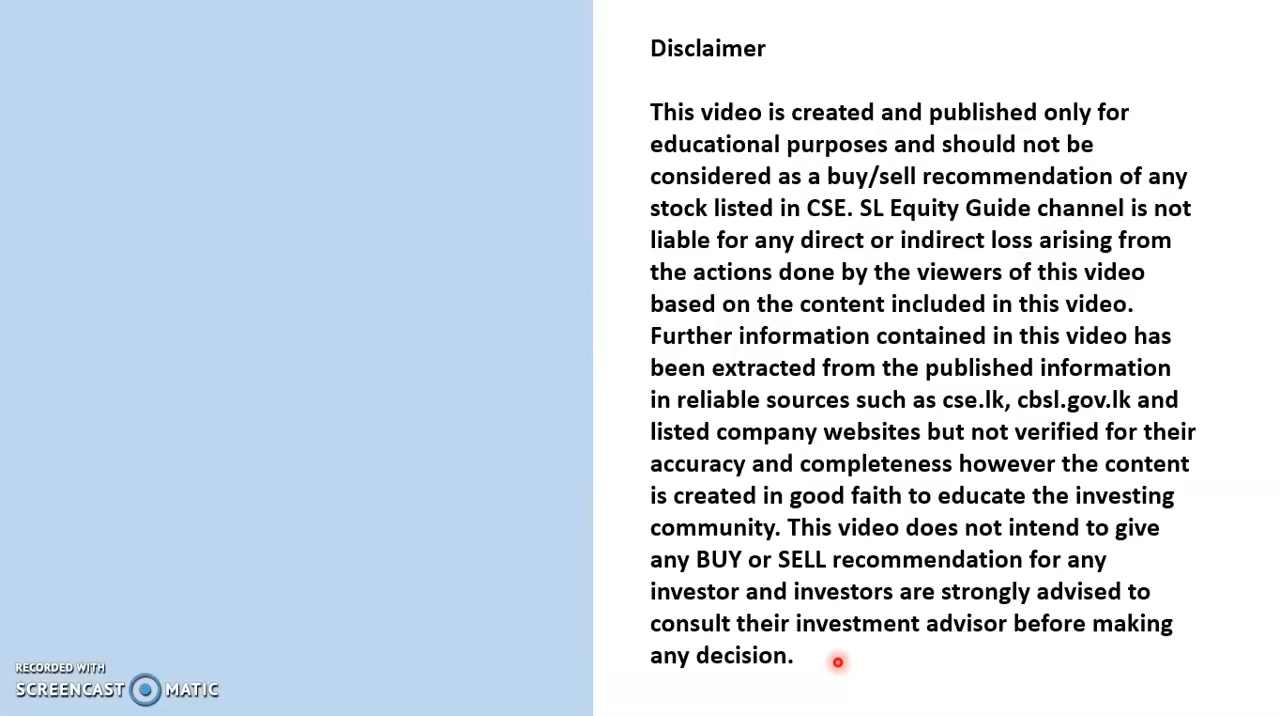 Disclaimer
This video is created and published only for
educational purposes and should not be
considered as a buy/sell recommendation of any
stock listed in CSE. SL Equity Guide channel is not
liable for any direct or indirect loss arising from
the actions done by the viewers of this video
based on the content included in this video.
Further information contained in this video has
been extracted from the published information
in reliable sources such as cse.lk, cbsl.gov.lk and
listed company websites but not verified for their
accuracy and completeness however the content
is created in good faith to educate the investing
community. This video does not intend to give
any BUY or SELL recommendation for any
investor and investors are strongly advised to
consult their investment advisor before making
any decision.
RECORDED WITH
SCREENCAST MATIC